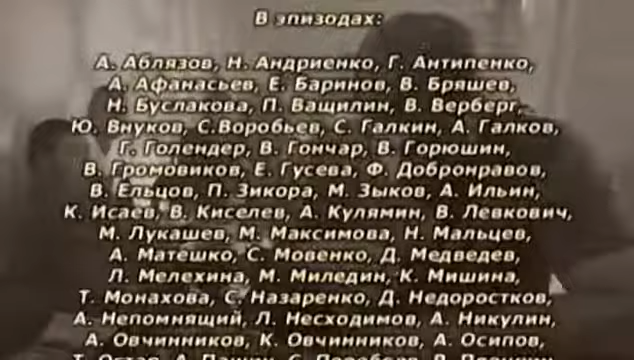 В эпизодах:
А. Аблязов, Н. Андриенко, Г. Антипенко,
А. Афанасьев, Е. Баринов, В. Бряшев,
Н. Буслакова, П. Ващилин, В. Верберг,
Ю. Внуков, С.Воробьев, С. Галкин, А. Галков,
Г. Голендер, В. Гончар, В. Горюшин,
В. Громовиков, Е. Гусева, Ф. Добронравов,
В. Ельцов, П. Зикора, М. Зыков, А. Ильин,
К. Исаев, В. Киселев, А. Кулямин, В. Левкович,
М. Лукашев, М. Максимова, Н. Мальцев,
А. Матешко, С. Мовенко, Д. Медведев,
Л. Мелехина, М. Миледин, К. Мишина,
Т. Монахова, С. Назаренко, Д. Недоростков,
А. Непомнящий, Л. Несходимов, А. Никулин,
А. Овчинников, К. Овчинников, А. Осипов,